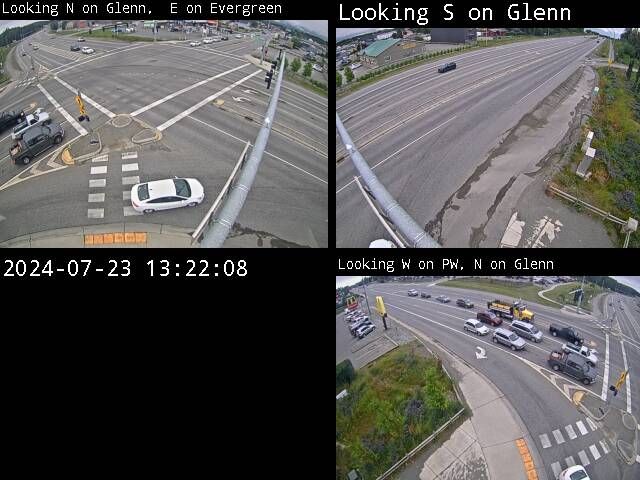 Looking N on Glenn,  E on Evergreen
Looking S on Glenn
2024-07-23 13:22:08
Looking W on PW, N on Glenn